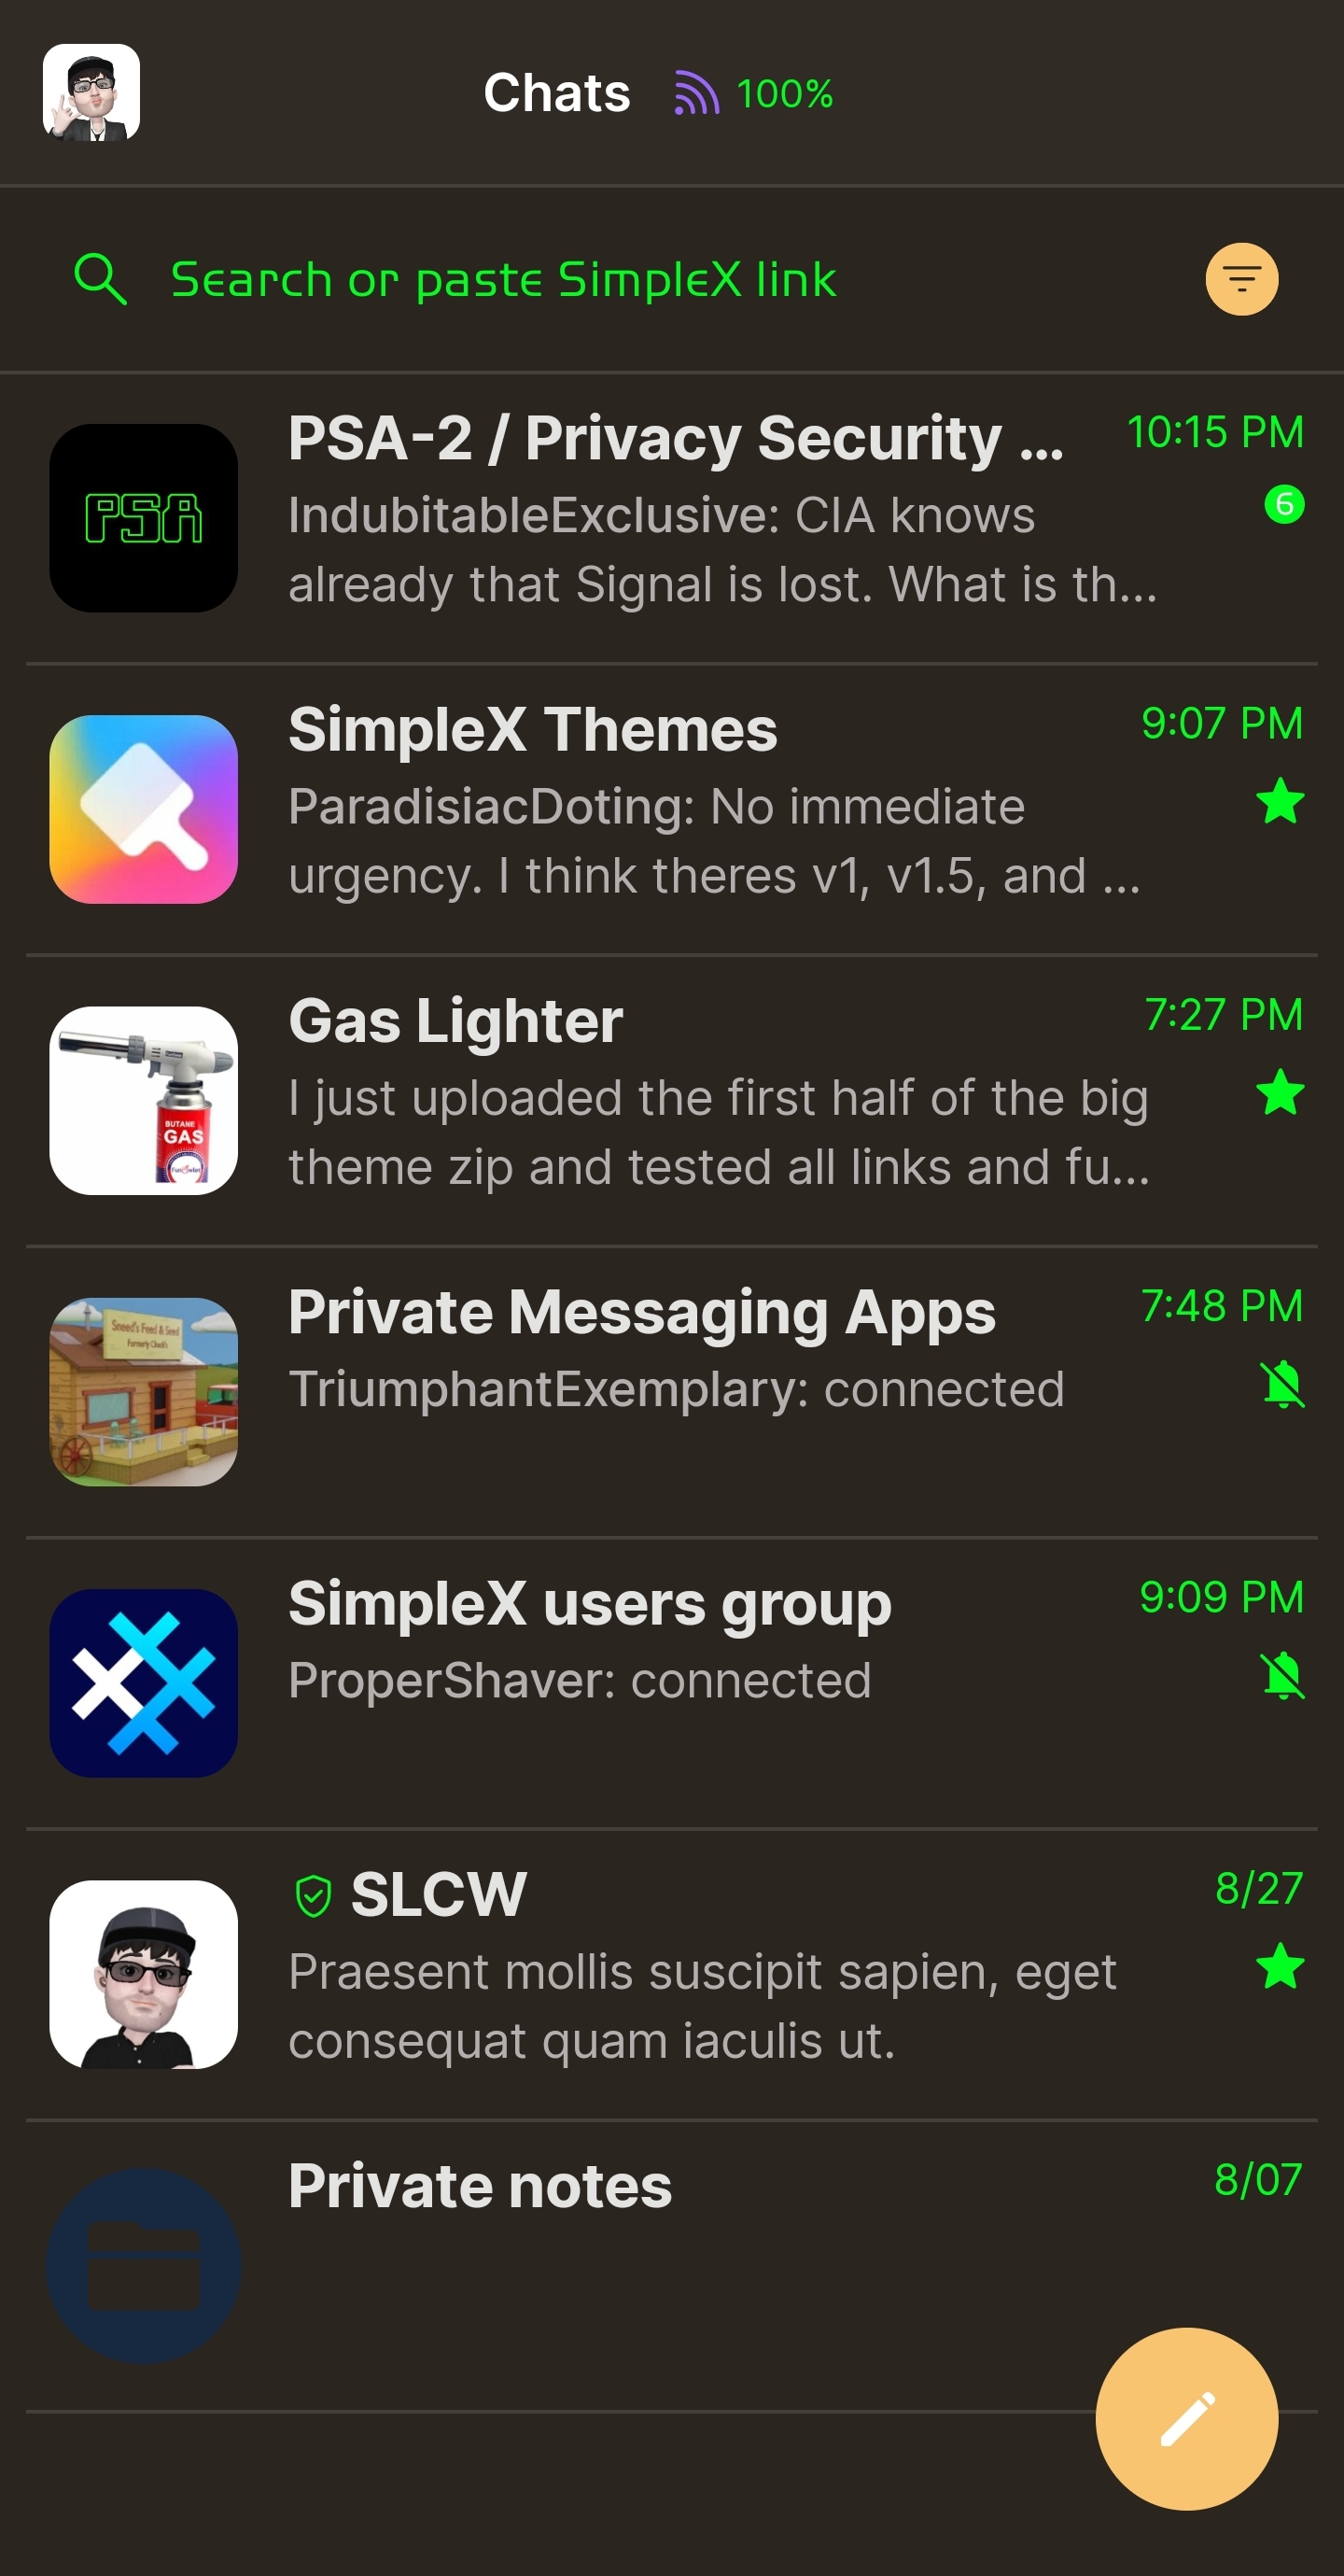 Chats 100%
Search or paste SimpleX link
PSA
PSA-2 / Privacy Security ... 10:15 PM
IndubitableExclusive: CIA knows 6
already that Signal is lost. What is th...
SimpleX Themes 9:07 PM
ParadisiacDoting: No immediate
urgency. I think theres v1, v1.5, and ...
Gas Lighter 7:27 PM
I just uploaded the first half of the big
theme zip and tested all links and fu...
BUTANE
GAS
Private Messaging Apps 7:48 PM
Sneed's Feed & Seed
Formerly Chuck's
TriumphantExemplary: connected
SimpleX users group 9:09 PM
ProperShaver: connected
SLCW 8/27
Praesent mollis suscipit sapien, eget
consequat quam iaculis ut.
Private notes 8/07